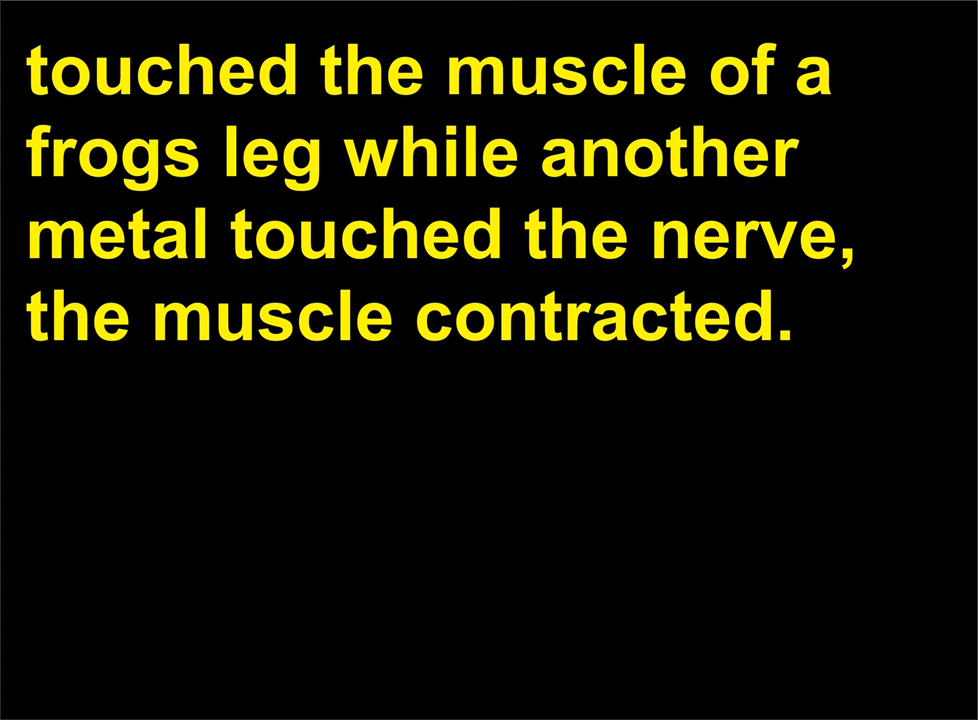 touched the muscle of a
frogs leg while another
metal touched the nerve,
the muscle contracted.